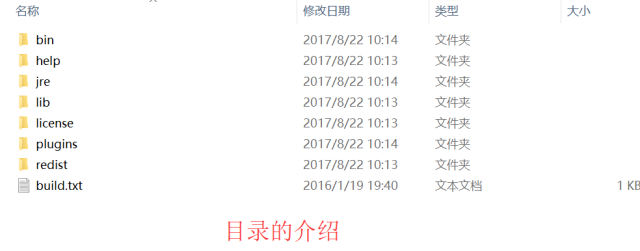 名称 修改日期 类型 大小
bin 2017/8/22 10:14 文件夹
help 2017/8/22 10:13 文件夹
jre 2017/8/22 10:14 文件夹
lib 2017/8/22 10:13 文件夹
license 2017/8/22 10:13 文件夹
plugins 2017/8/22 10:14 文件夹
redist 2017/8/22 10:13 文件夹
build.txt 2016/1/19 19:40 文本文档 1 KB
目录的介绍